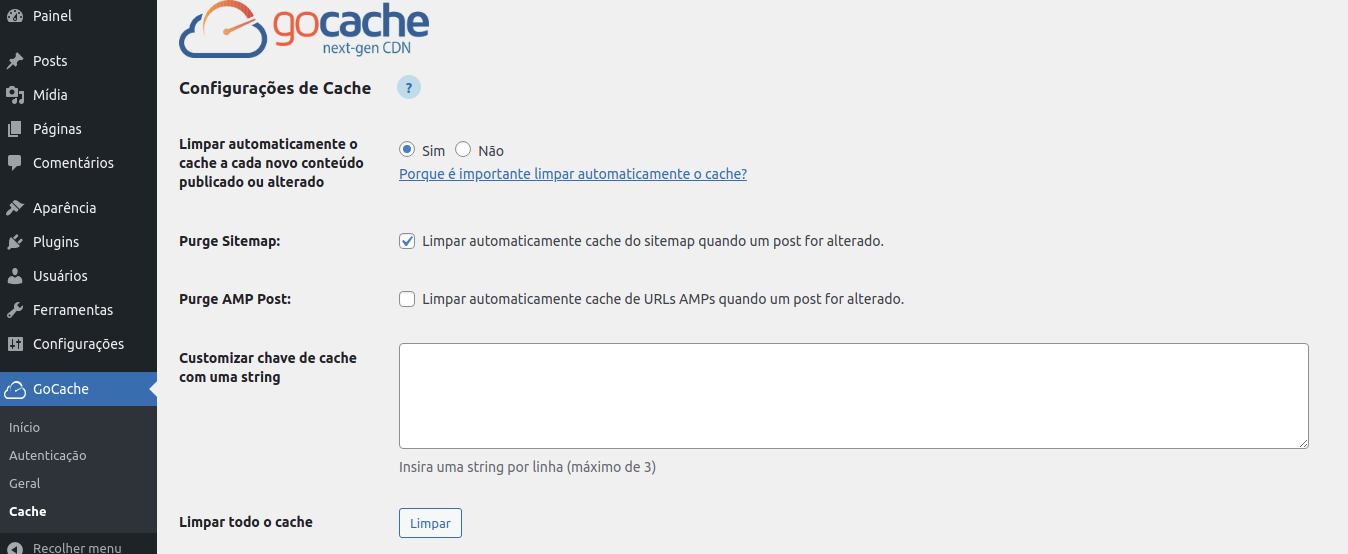 Painel
Posts
Mídia
Páginas
Comentários
Aparência
Plugins
Usuários
Ferramentas
Configurações
GoCache
Início
Autenticação
Geral
Cache
Recolher menu
gocache
next-gen CDN
Configurações de Cache ?
Limpar automaticamente o
cache a cada novo conteúdo
publicado ou alterado
Sim Não
Porque é importante limpar automaticamente o cache?
Purge Sitemap:
Limpar automaticamente cache do sitemap quando um post for alterado.
Purge AMP Post:
Limpar automaticamente cache de URLs AMPs quando um post for alterado.
Customizar chave de cache
com uma string
Insira uma string por linha (máximo de 3)
Limpar todo o cache
Limpar